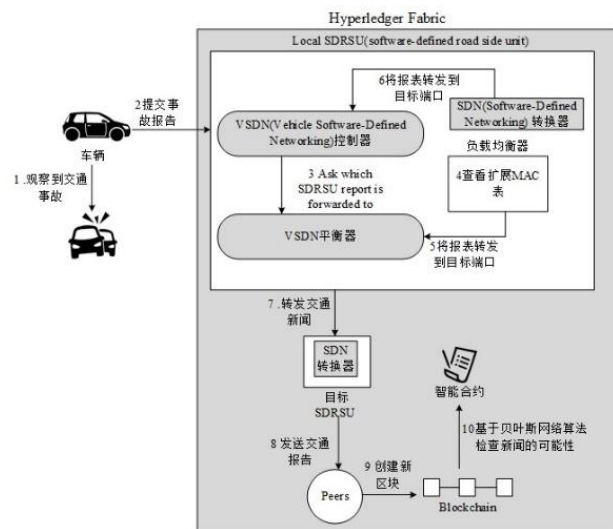 Hyperledger Fabric
Local SDRSU(software-defined road side unit)
6将报表转发到
目标端口
2提交事
故报告
VSDN(Vehicle Software-Defined
Networking)控制器
SDN(Software-Defined
Networking) 转换器
车辆
负载均衡器
1.观察到交通
事故
3 Ask which
SDRSU report is
forwarded to
4查看扩展MAC
表
VSDN平衡器
5将报表转发
到目标端口
7.转发交通
新闻
SDN
转换器
目标
SDRSU
智能合约
8发送交通
报告
10基于贝叶斯网络算法
检查新闻的可能性
9创建新
区块
Peers
Blockchain